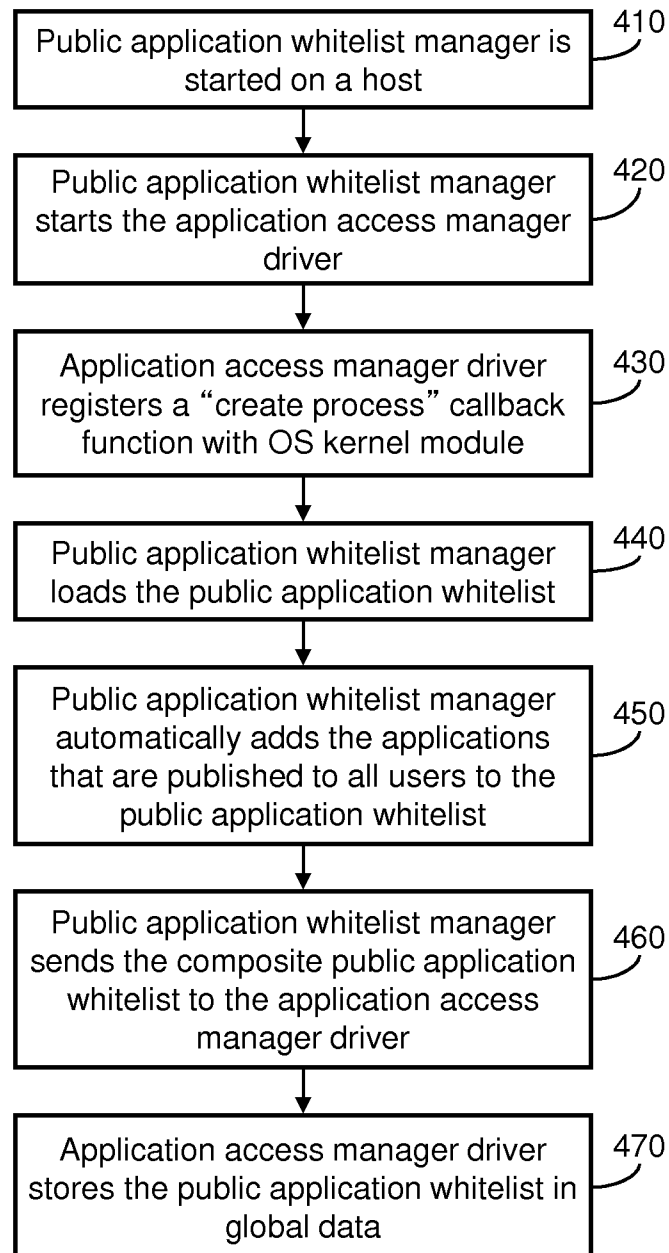 410
Public application whitelist manager is
started on a host
420
Public application whitelist manager
starts the application access manager
driver
430
Application access manager driver
registers a “create process” callback
function with OS kernel module
440
Public application whitelist manager
loads the public application whitelist
450
Public application whitelist manager
automatically adds the applications
that are published to all users to the
public application whitelist
460
Public application whitelist manager
sends the composite public application
whitelist to the application access
manager driver
470
Application access manager driver
stores the public application whitelist in
global data